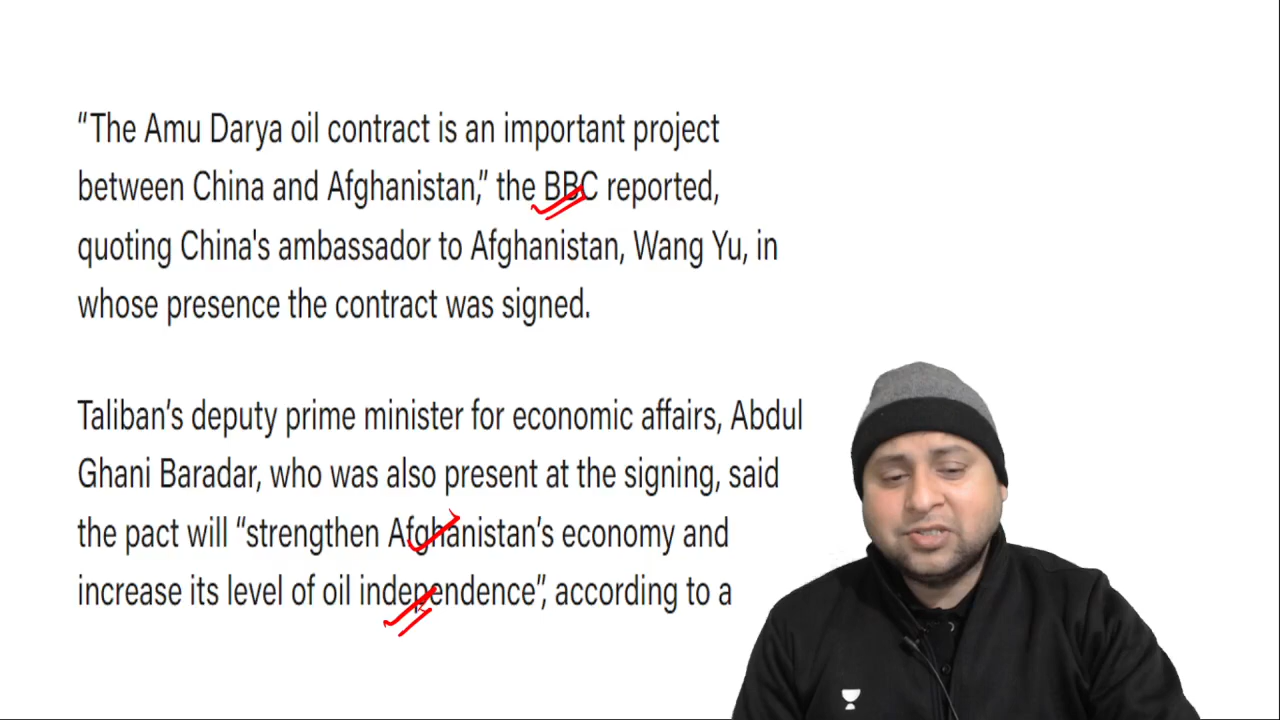 “The Amu Darya oil contract is an important project
between China and Afghanistan,” the BBC reported,
quoting China's ambassador to Afghanistan, Wang Yu, in
whose presence the contract was signed.
Taliban’s deputy prime minister for economic affairs, Abdul
Ghani Baradar, who was also present at the signing, said
the pact will “strengthen Afghanistan’s economy and
increase its level of oil independence”, according to a